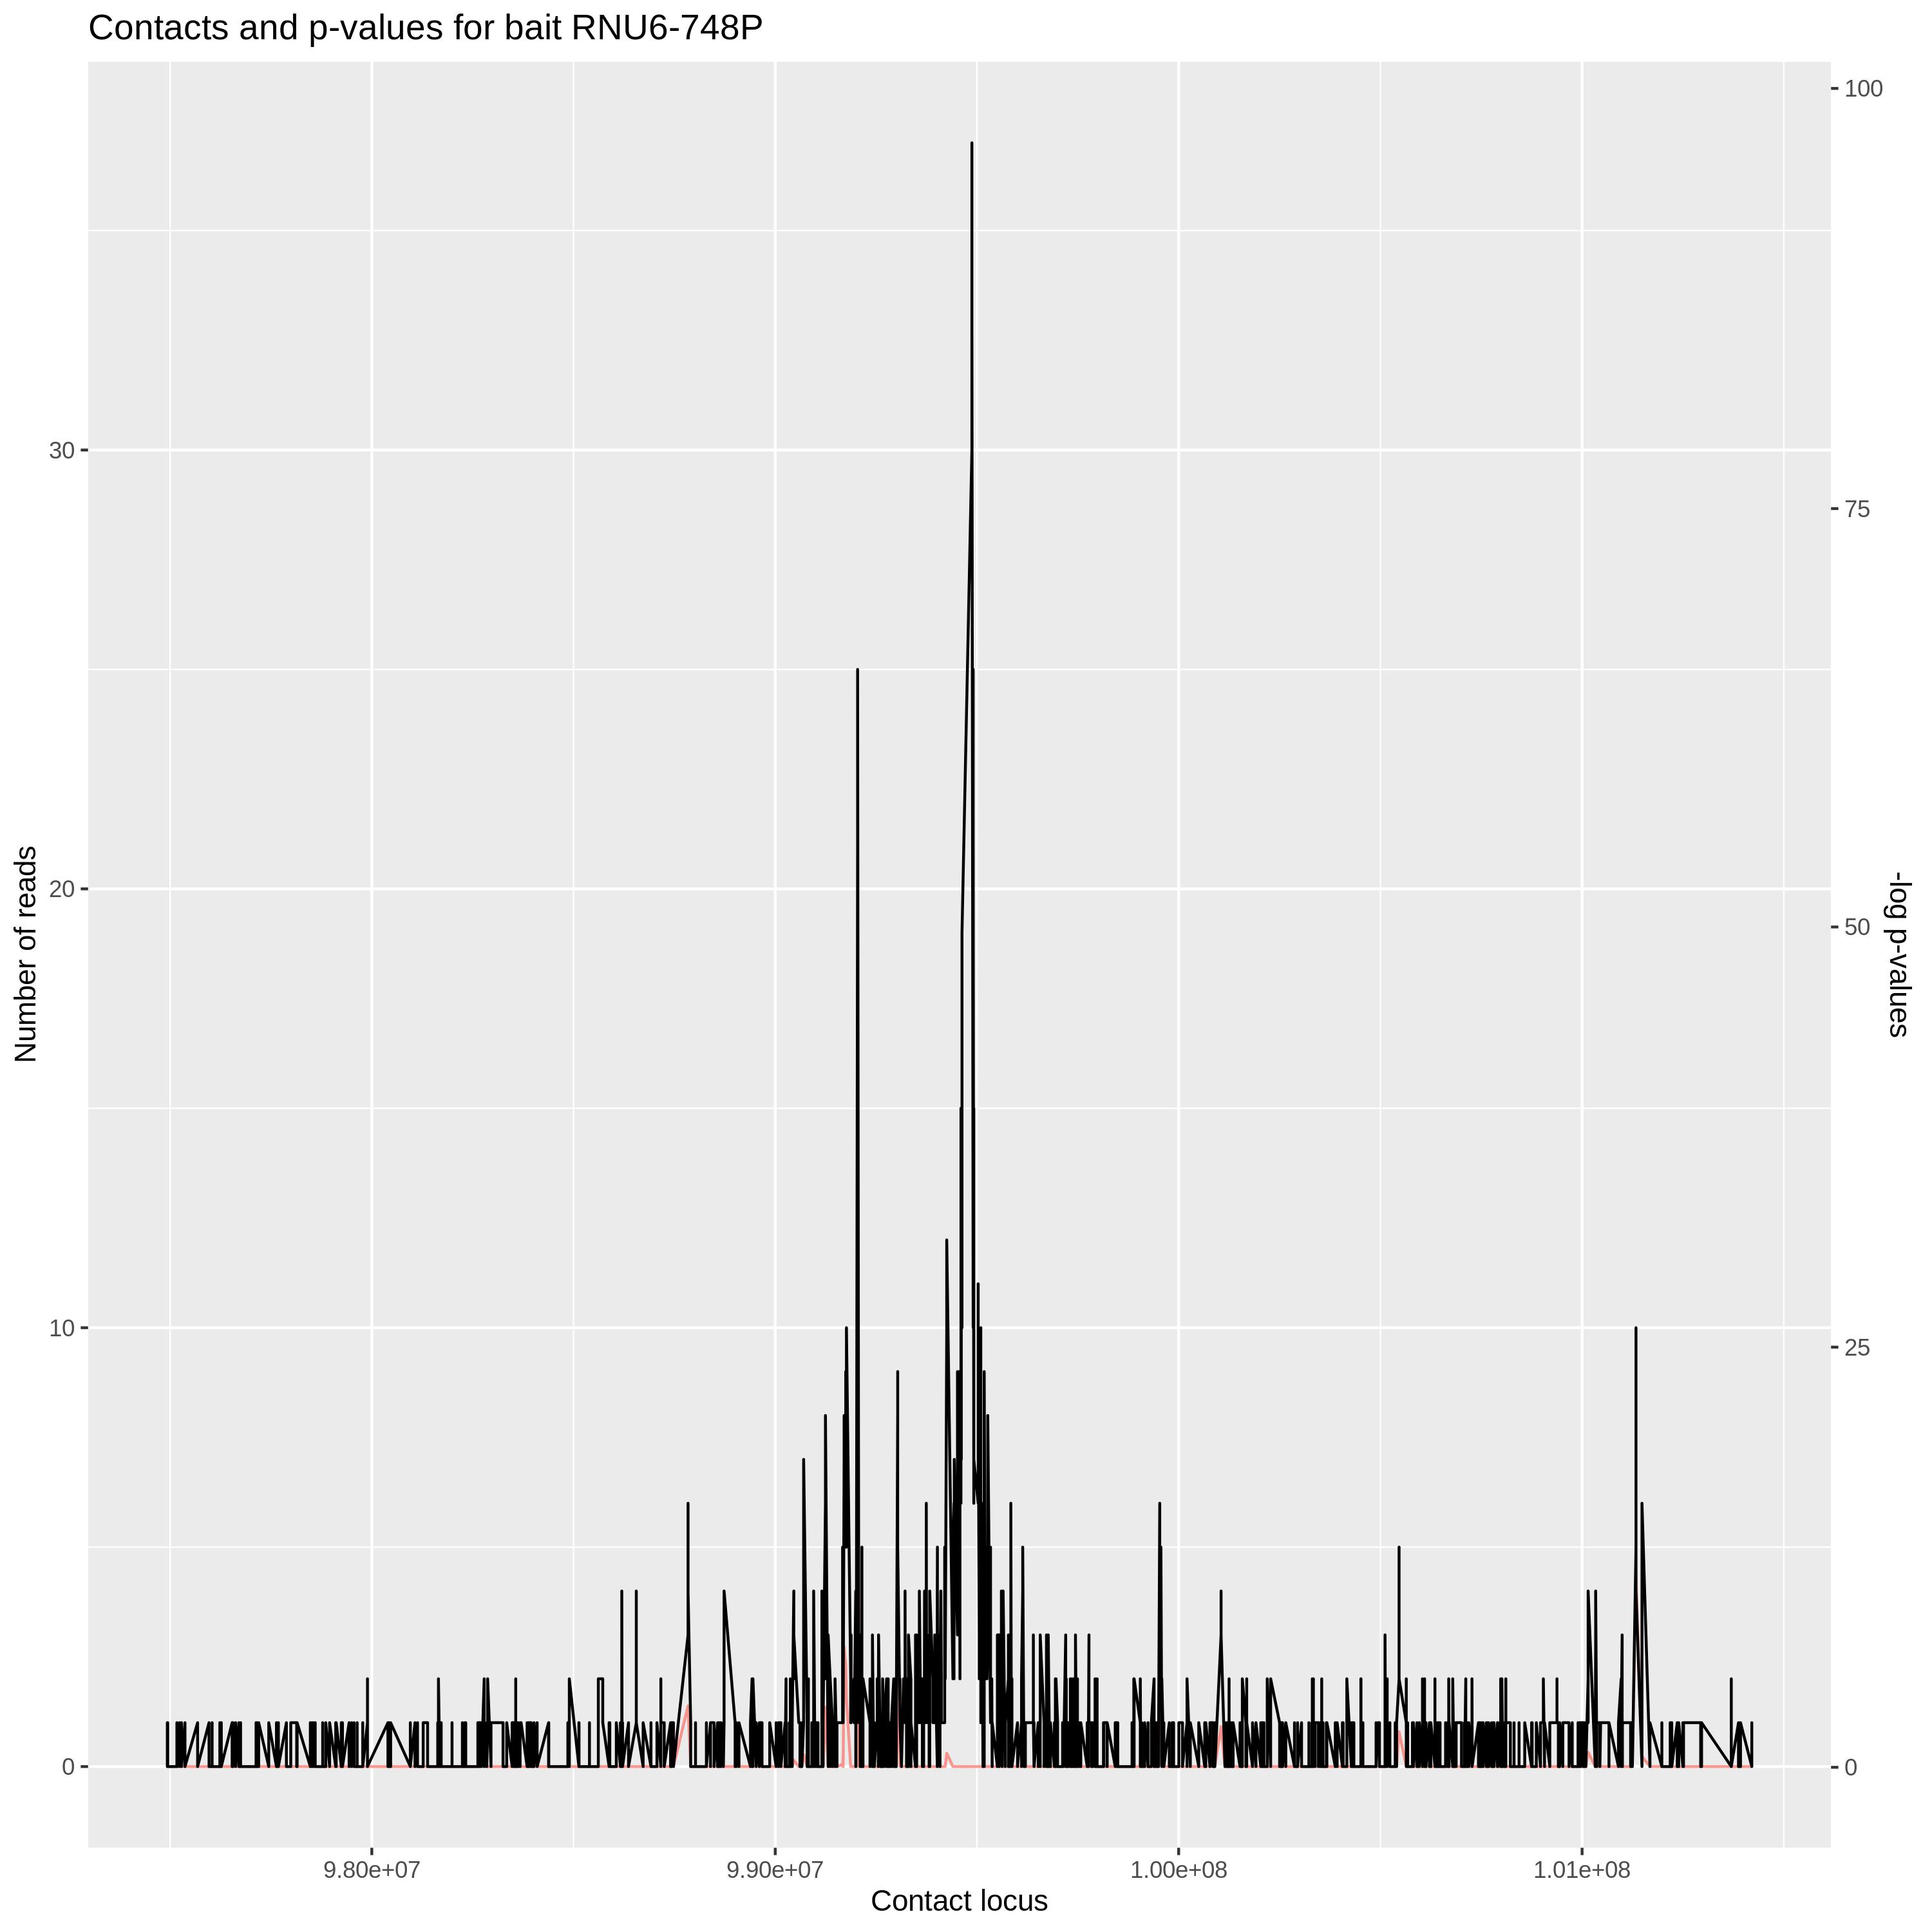 Contacts and p-values for bait RNU6-748P
100
75
50
25
0
30
20
10
0
Number of reads
-log p-values
9.80e+07
9.90e+07
1.00e+08
1.01e+08
Contact locus